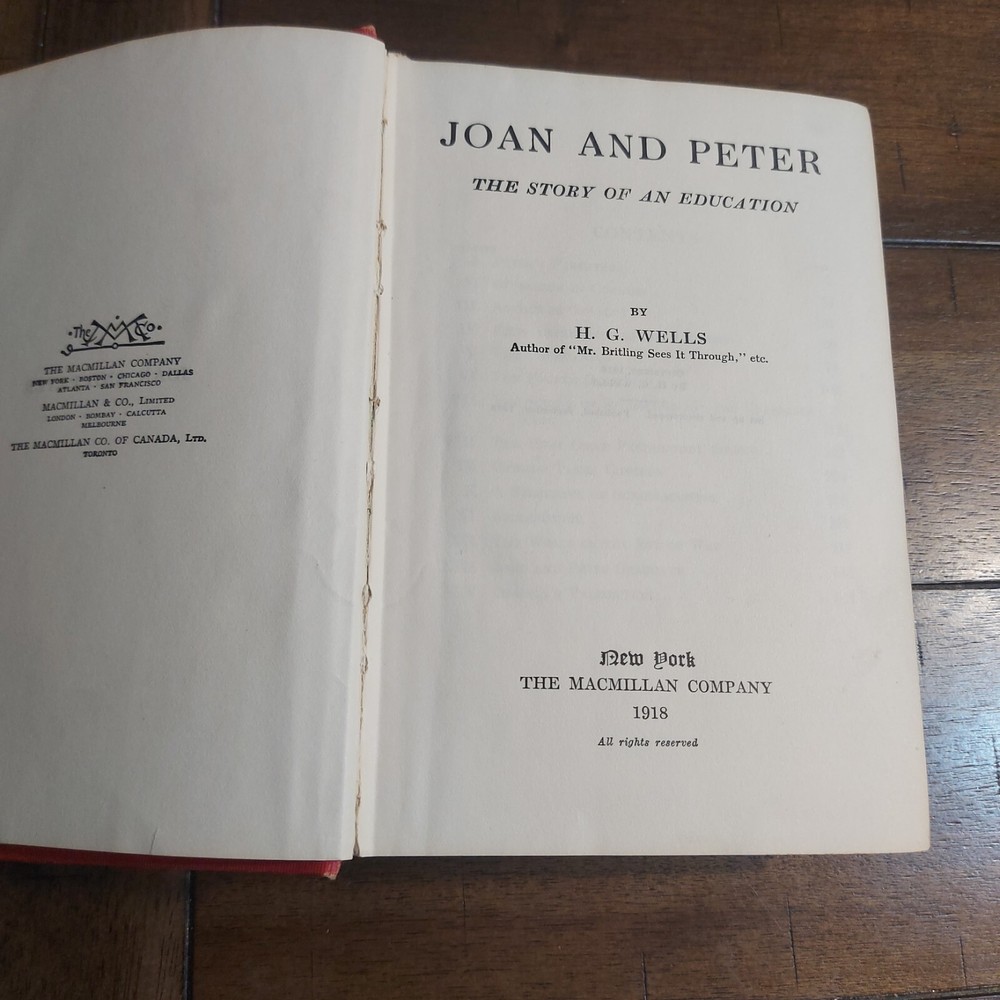 The M Co.
THE MACMILLAN COMPANY
NEW YORK · BOSTON · CHICAGO · DALLAS
ATLANTA · SAN FRANCISCO
MACMILLAN & CO., LIMITED
LONDON · BOMBAY · CALCUTTA
MELBOURNE
THE MACMILLAN CO. OF CANADA, LTD.
TORONTO
JOAN AND PETER
THE STORY OF AN EDUCATION
BY
H. G. WELLS
Author of "Mr. Britling Sees It Through," etc.
New York
THE MACMILLAN COMPANY
1918
All rights reserved